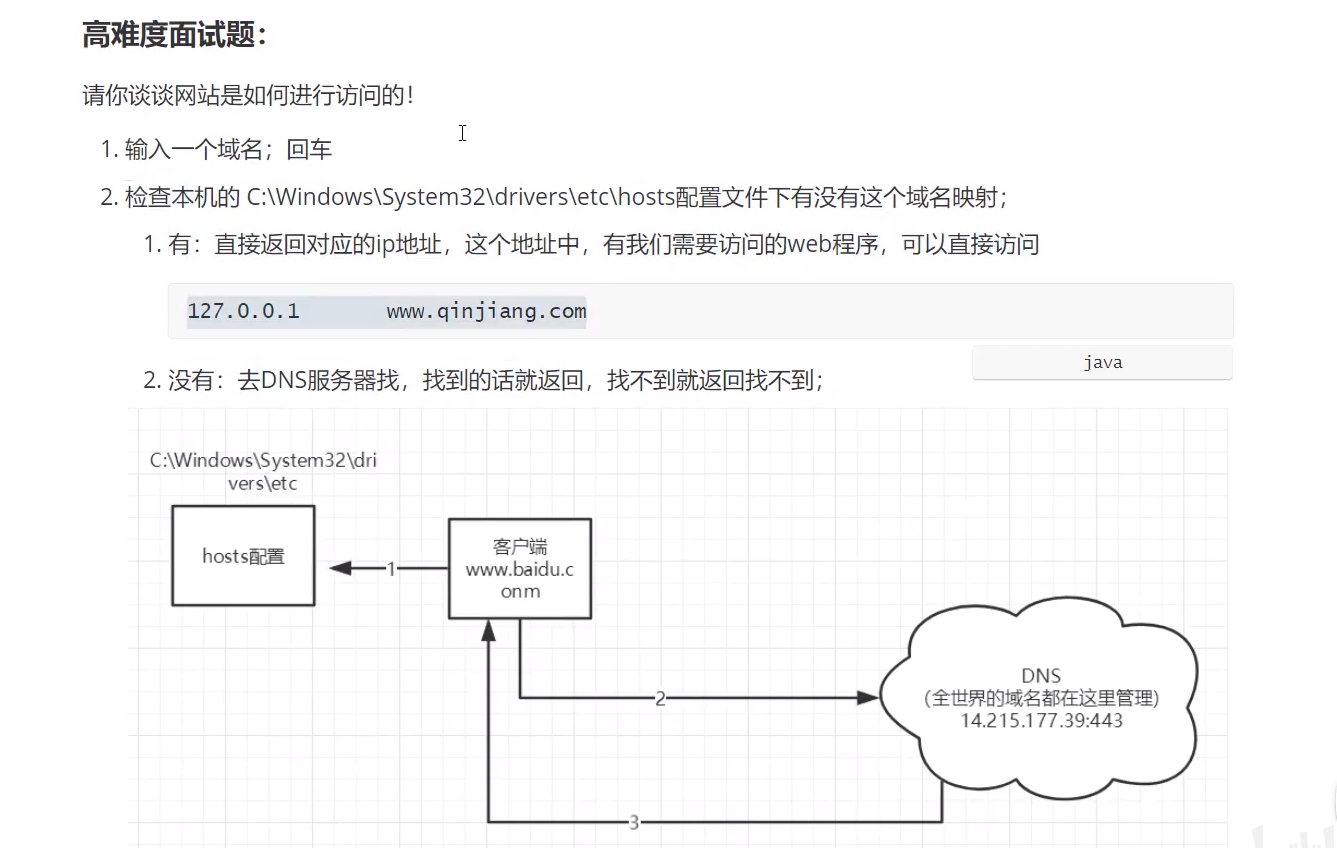 高难度面试题：
请你谈谈网站是如何进行访问的！
1. 输入一个域名；回车
2. 检查本机的 C:\Windows\System32\drivers\etc\hosts配置文件下有没有这个域名映射；
1. 有：直接返回对应的ip地址，这个地址中，有我们需要访问的web程序，可以直接访问
127.0.0.1 www.qinjiang.com
java
2. 没有：去DNS服务器找，找到的话就返回，找不到就返回找不到；
C:\Windows\System32\dri
vers\etc
hosts配置
1
客户端
www.baidu.c
onm
DNS
(全世界的域名都在这里管理)
14.215.177.39:443
2
3